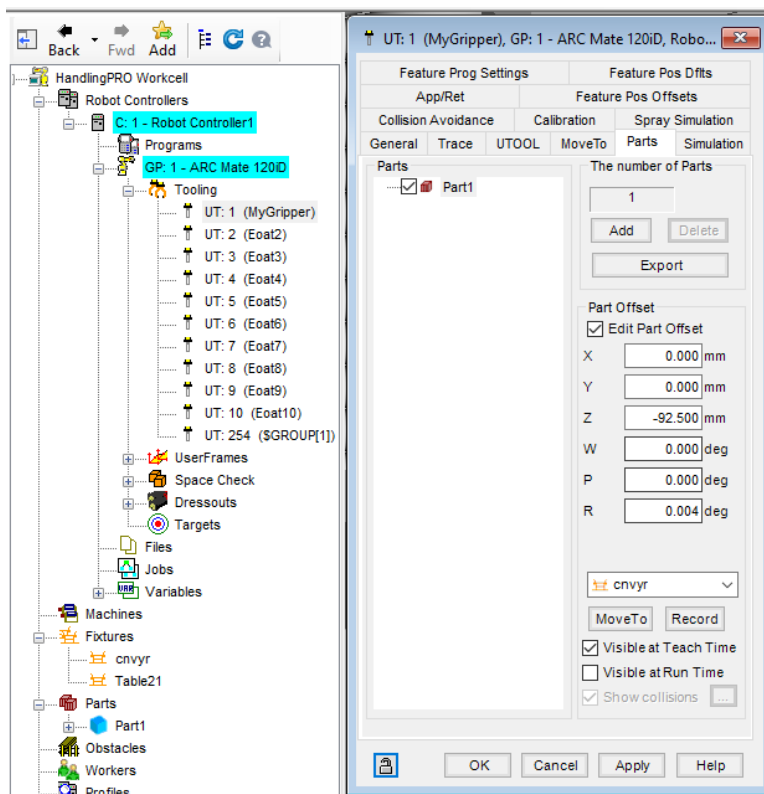 Back
Fwd
Add
HandlingPRO Workcell
Robot Controllers
C: 1 - Robot Controller1
Programs
GP: 1 - ARC Mate 120iD
Tooling
UT: 1 (MyGripper)
UT: 2 (Eoat2)
UT: 3 (Eoat3)
UT: 4 (Eoat4)
UT: 5 (Eoat5)
UT: 6 (Eoat6)
UT: 7 (Eoat7)
UT: 8 (Eoat8)
UT: 9 (Eoat9)
UT: 10 (Eoat10)
UT: 254 ($GROUP[1])
UserFrames
Space Check
Dressouts
Targets
Files
Jobs
VAR
Variables
Machines
Fixtures
cnvyr
Table21
Parts
Part1
Obstacles
Workers
Profiles
UT: 1 (MyGripper), GP: 1 - ARC Mate 120iD, Robo...
Feature Prog Settings Feature Pos Dflts
App/Ret Feature Pos Offsets
Collision Avoidance Calibration Spray Simulation
General Trace UTOOL MoveTo Parts Simulation
Parts
Part1
The number of Parts
1
Add Delete
Export
Part Offset
Edit Part Offset
X 0.000 mm
Y 0.000 mm
Z -92.500 mm
W 0.000 deg
P 0.000 deg
R 0.004 deg
cnvyr
MoveTo Record
Visible at Teach Time
Visible at Run Time
Show collisions ...
OK Cancel Apply Help